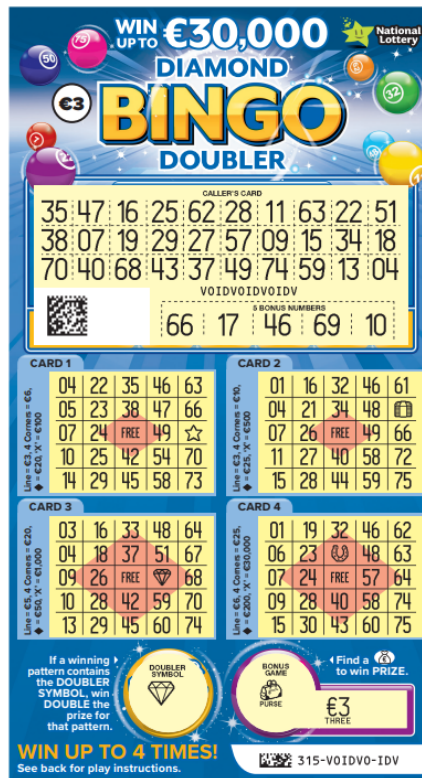 WIN UP TO €30,000
National Lottery
DIAMOND
€3
BINGO
DOUBLER
75
50
5
32
7
22
CALLER'S CARD
35 47 16 25 62 28 11 63 22 51
38 07 19 29 27 57 09 15 34 18
70 40 68 43 37 49 74 59 13 04
VOIDVOIDVOIDV
5 BONUS NUMBERS
66 17 46 69 10
CARD 1
Line = €3, 4 Corners = €6,
♦ = €20, 'X' = €100
04 22 35 46 63
05 23 38 47 66
07 24 FREE 49
10 25 42 54 70
14 29 45 58 73
CARD 2
Line = €3, 4 Corners = €10,
♦ = €25, 'X' = €500
01 16 32 46 61
04 21 34 48
07 26 FREE 49 66
11 27 40 58 72
15 28 44 59 75
CARD 3
Line = €5, 4 Corners = €20,
♦ = €50, 'X' = €1,000
03 16 33 48 64
04 18 37 51 67
09 26 FREE 68
10 28 42 59 70
13 29 45 60 74
CARD 4
Line = €6, 4 Corners = €25,
♦ = €200, 'X' = €30,000
01 19 32 46 62
06 23 48 63
07 24 FREE 57 64
09 28 40 58 74
15 30 43 60 75
If a winning
pattern contains
the DOUBLER
SYMBOL, win
DOUBLE the
prize for
that pattern.
DOUBLER
SYMBOL
BONUS
GAME
PURSE
€3
THREE
Find a
to win PRIZE.
WIN UP TO 4 TIMES!
See back for play instructions.
315-VOIDVO-IDV